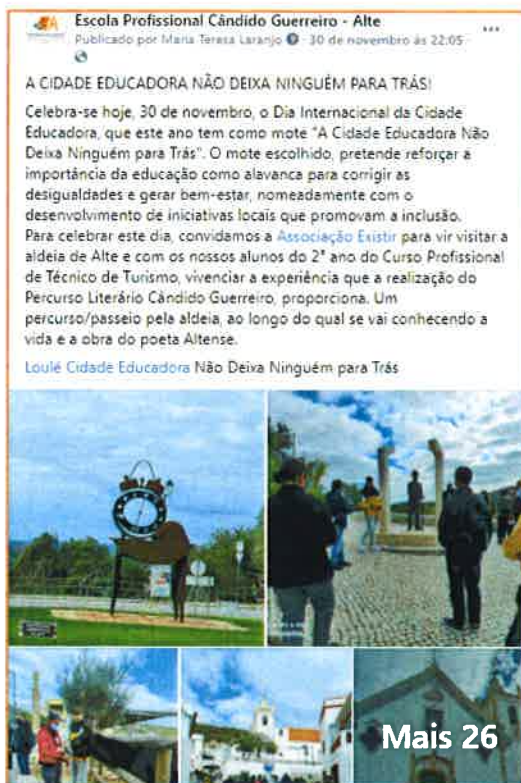 Escola Profissional Cândido Guerreiro - Alte
Publicado por Maria Teresa Laranjo · 30 de novembro às 22:05 ·
A CIDADE EDUCADORA NÃO DEIXA NINGUÉM PARA TRÁS!
Celebra-se hoje, 30 de novembro, o Dia Internacional da Cidade
Educadora, que este ano tem como mote "A Cidade Educadora Não
Deixa Ninguém para Trás". O mote escolhido, pretende reforçar a
importância da educação como alavanca para corrigir as
desigualdades e gerar bem-estar, nomeadamente com o
desenvolvimento de iniciativas locais que promovam a inclusão.
Para celebrar este dia, convidamos a Associação Existir para vir visitar a
aldeia de Alte e com os nossos alunos do 2º ano do Curso Profissional
de Técnico de Turismo, vivenciar a experiência que a realização do
Percurso Literário Cândido Guerreiro, proporciona. Um
percurso/passeio pela aldeia, ao longo do qual se vai conhecendo a
vida e a obra do poeta Altense.
Loulé Cidade Educadora Não Deixa Ninguém para Trás
Mais 26